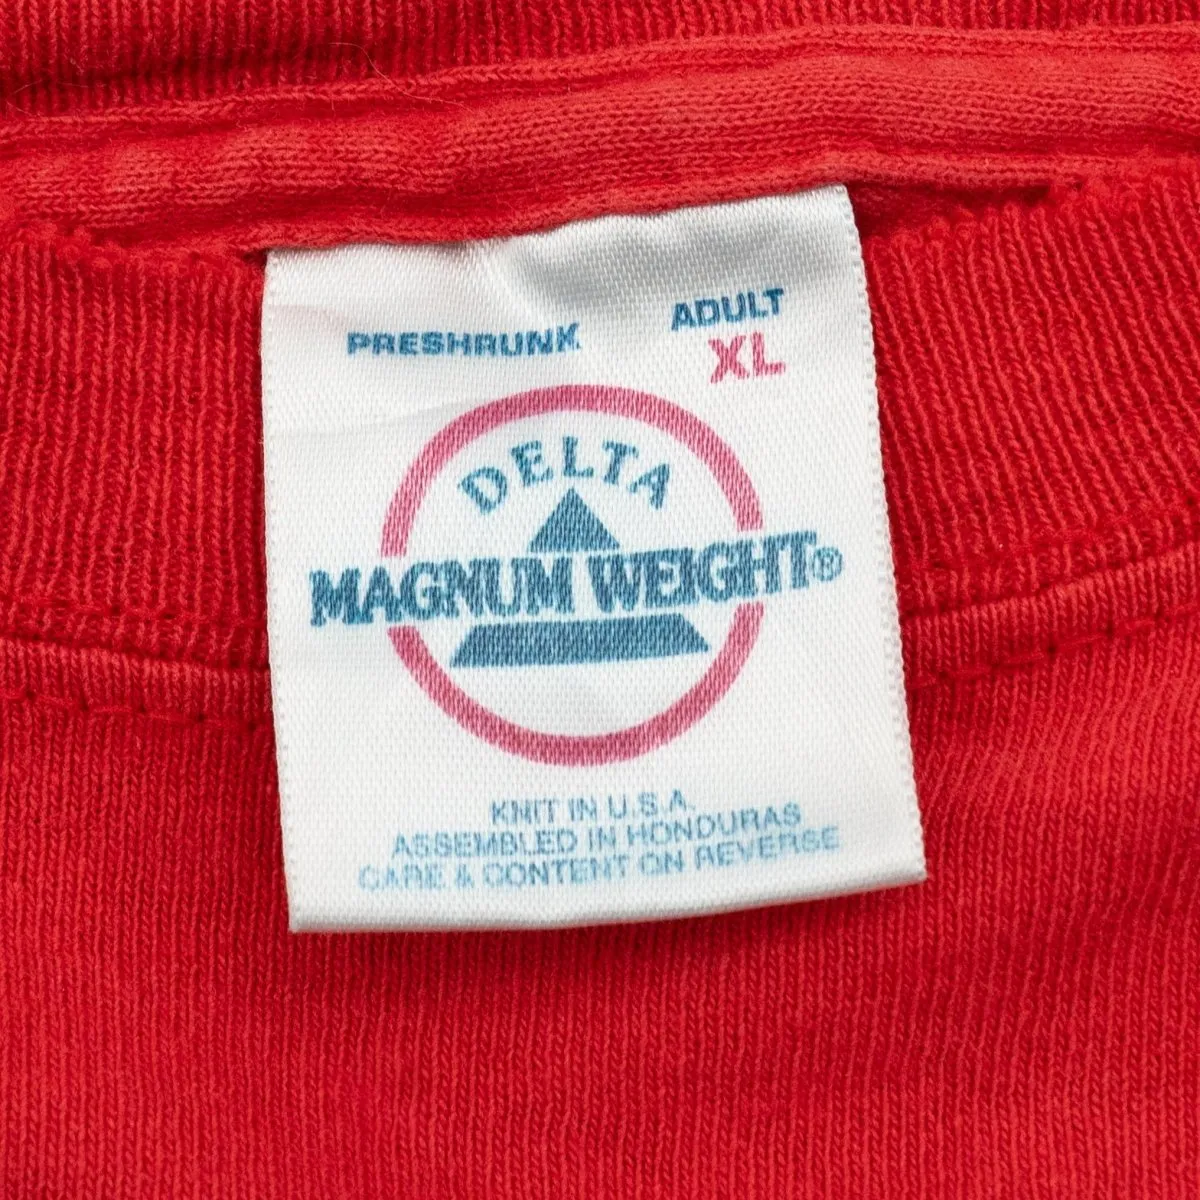 PRESHRUNK
ADULT
XL
DELTA
MAGNUM WEIGHT®
KNIT IN U.S.A.
ASSEMBLED IN HONDURAS
CARE & CONTENT ON REVERSE